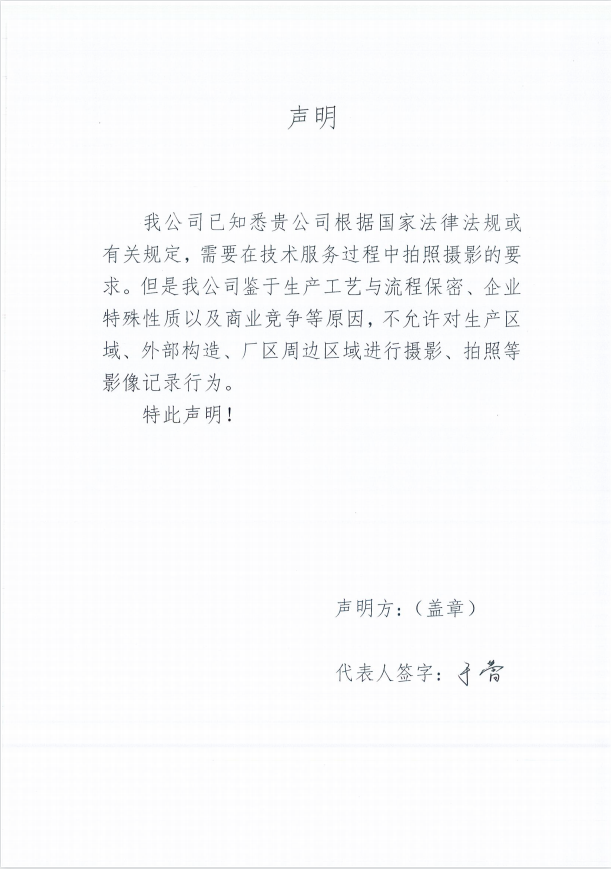 声明
我公司已知悉贵公司根据国家法律法规或
有关规定，需要在技术服务过程中拍照摄影的要
求。但是我公司鉴于生产工艺与流程保密、企业
特殊性质以及商业竞争等原因，不允许对生产区
域、外部构造、厂区周边区域进行摄影、拍照等
影像记录行为。
特此声明！
声明方：（盖章）
代表人签字：